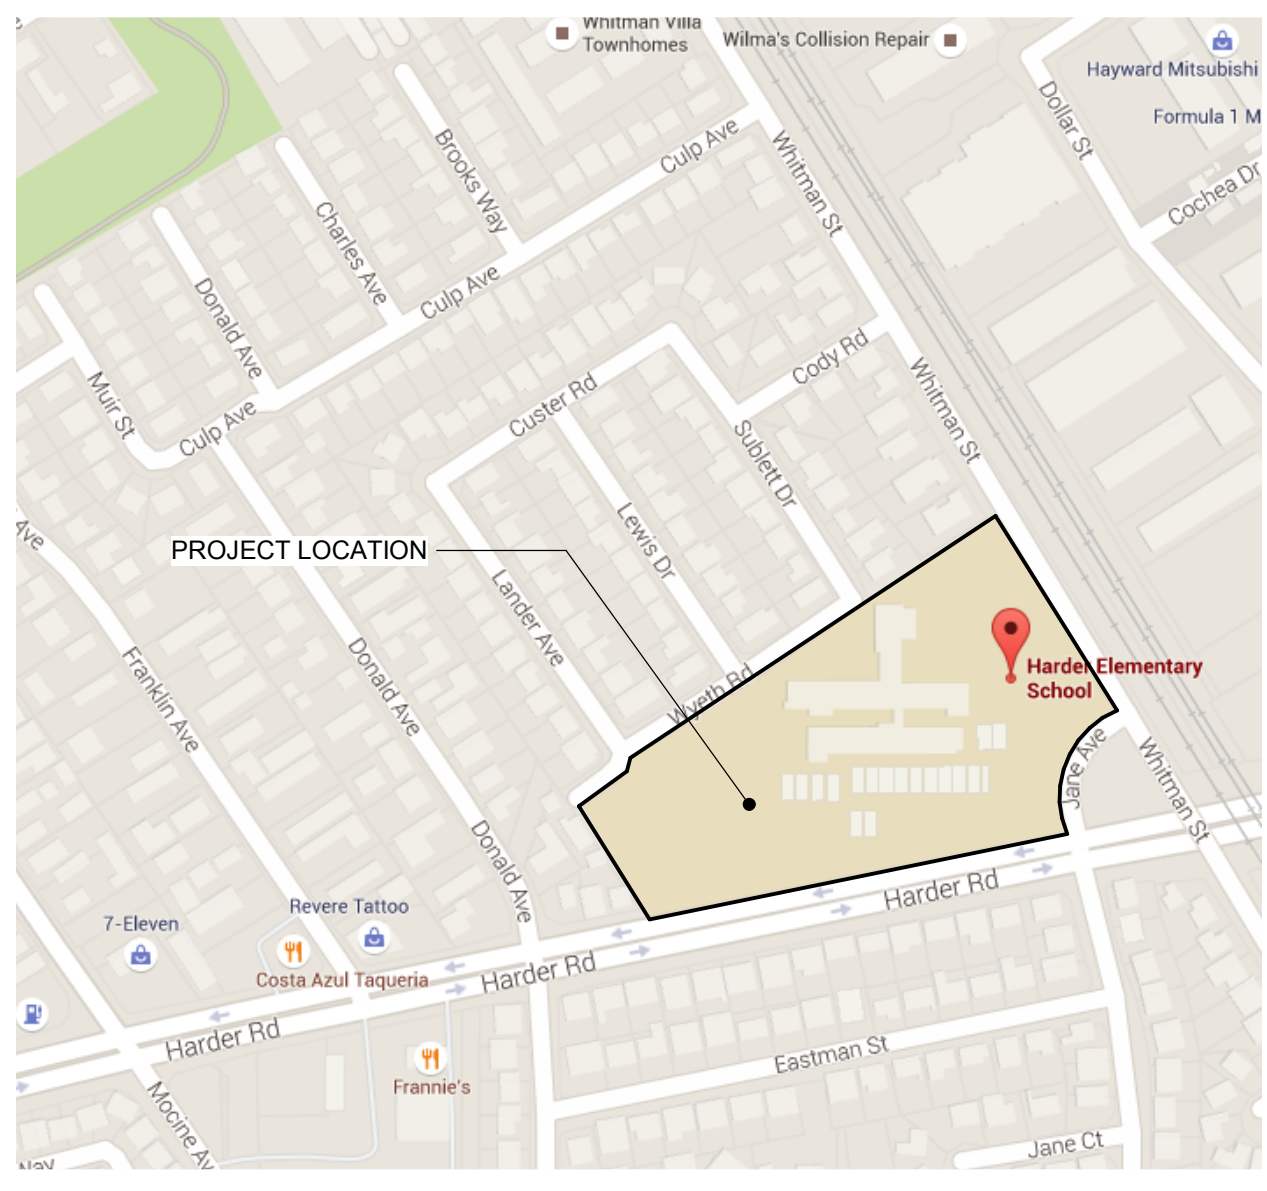 Whitman Villa
Townhomes
Wilma's Collision Repair
Hayward Mitsubishi
Formula 1 M
Dollar St
Cochea Dr
Brooks Way
Culp Ave
Whitman St
Charles Ave
Culp Ave
Donald Ave
Muir St
Culp Ave
Custer Rd
Cody Rd
Whitman St
Sublett Dr
Lewis Dr
Ave
PROJECT LOCATION
Lander Ave
Franklin Ave
Donald Ave
Wyeth Rd
Harder Elementary
School
Jane Ave
Whitman St
Donald Ave
Harder Rd
Revere Tattoo
7-Eleven
Costa Azul Taqueria
Harder Rd
Harder Rd
Eastman St
Frannie's
Mocine Av
Jane Ct
Way